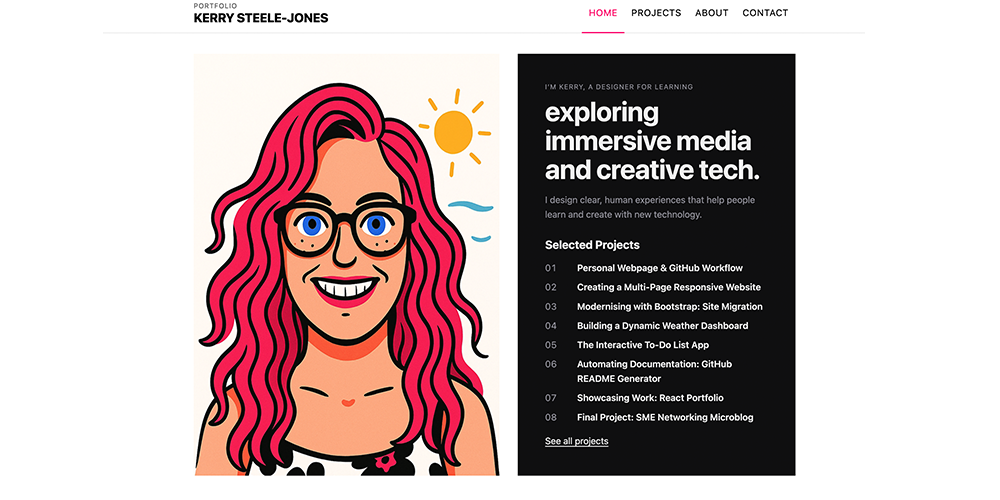 PORTFOLIO
KERRY STEELE-JONES
HOME PROJECTS ABOUT CONTACT
I'M KERRY, A DESIGNER FOR LEARNING
exploring
immersive media
and creative tech.
I design clear, human experiences that help people
learn and create with new technology.
Selected Projects
01 Personal Webpage & GitHub Workflow
02 Creating a Multi-Page Responsive Website
03 Modernising with Bootstrap: Site Migration
04 Building a Dynamic Weather Dashboard
05 The Interactive To-Do List App
06 Automating Documentation: GitHub
README Generator
07 Showcasing Work: React Portfolio
08 Final Project: SME Networking Microblog
See all projects